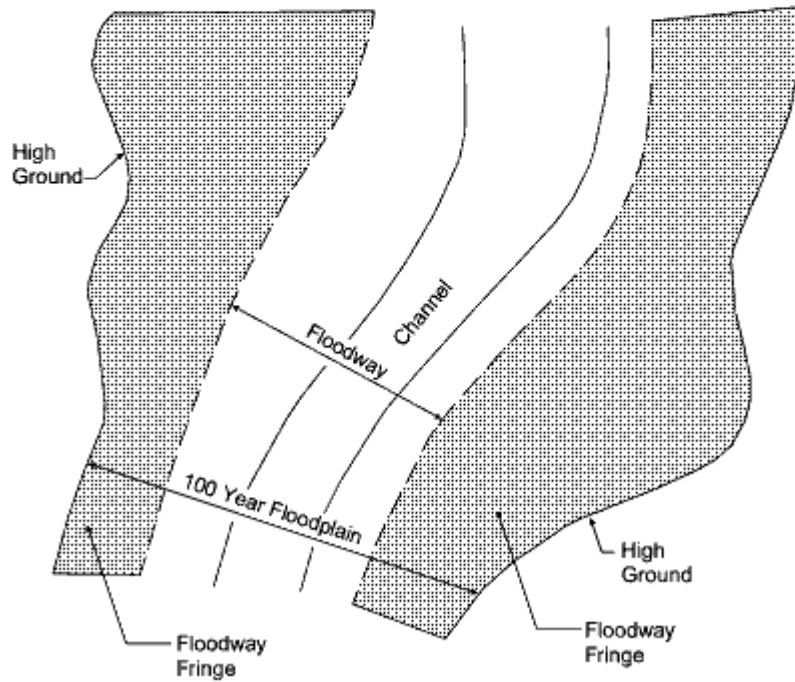 High
Ground
Channel
Floodway
100 Year Floodplain
High
Ground
Floodway
Fringe
Floodway
Fringe